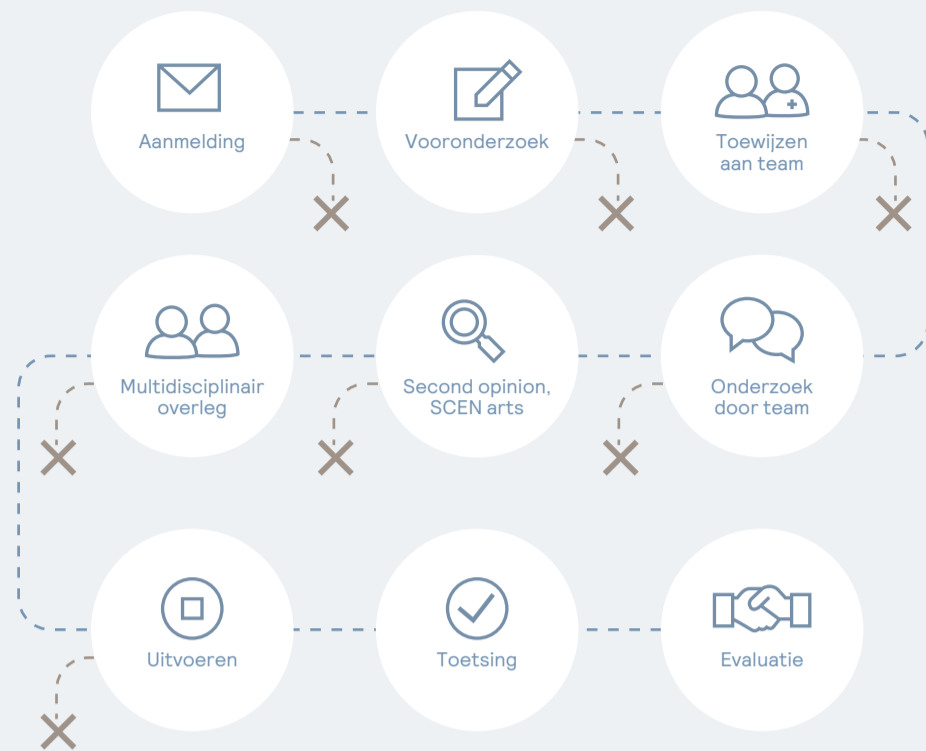 Aanmelding
Vooronderzoek
Toewijzen
aan team
Multidisciplinair
overleg
Second opinion,
SCEN arts
Onderzoek
door team
Uitvoeren
Toetsing
Evaluatie